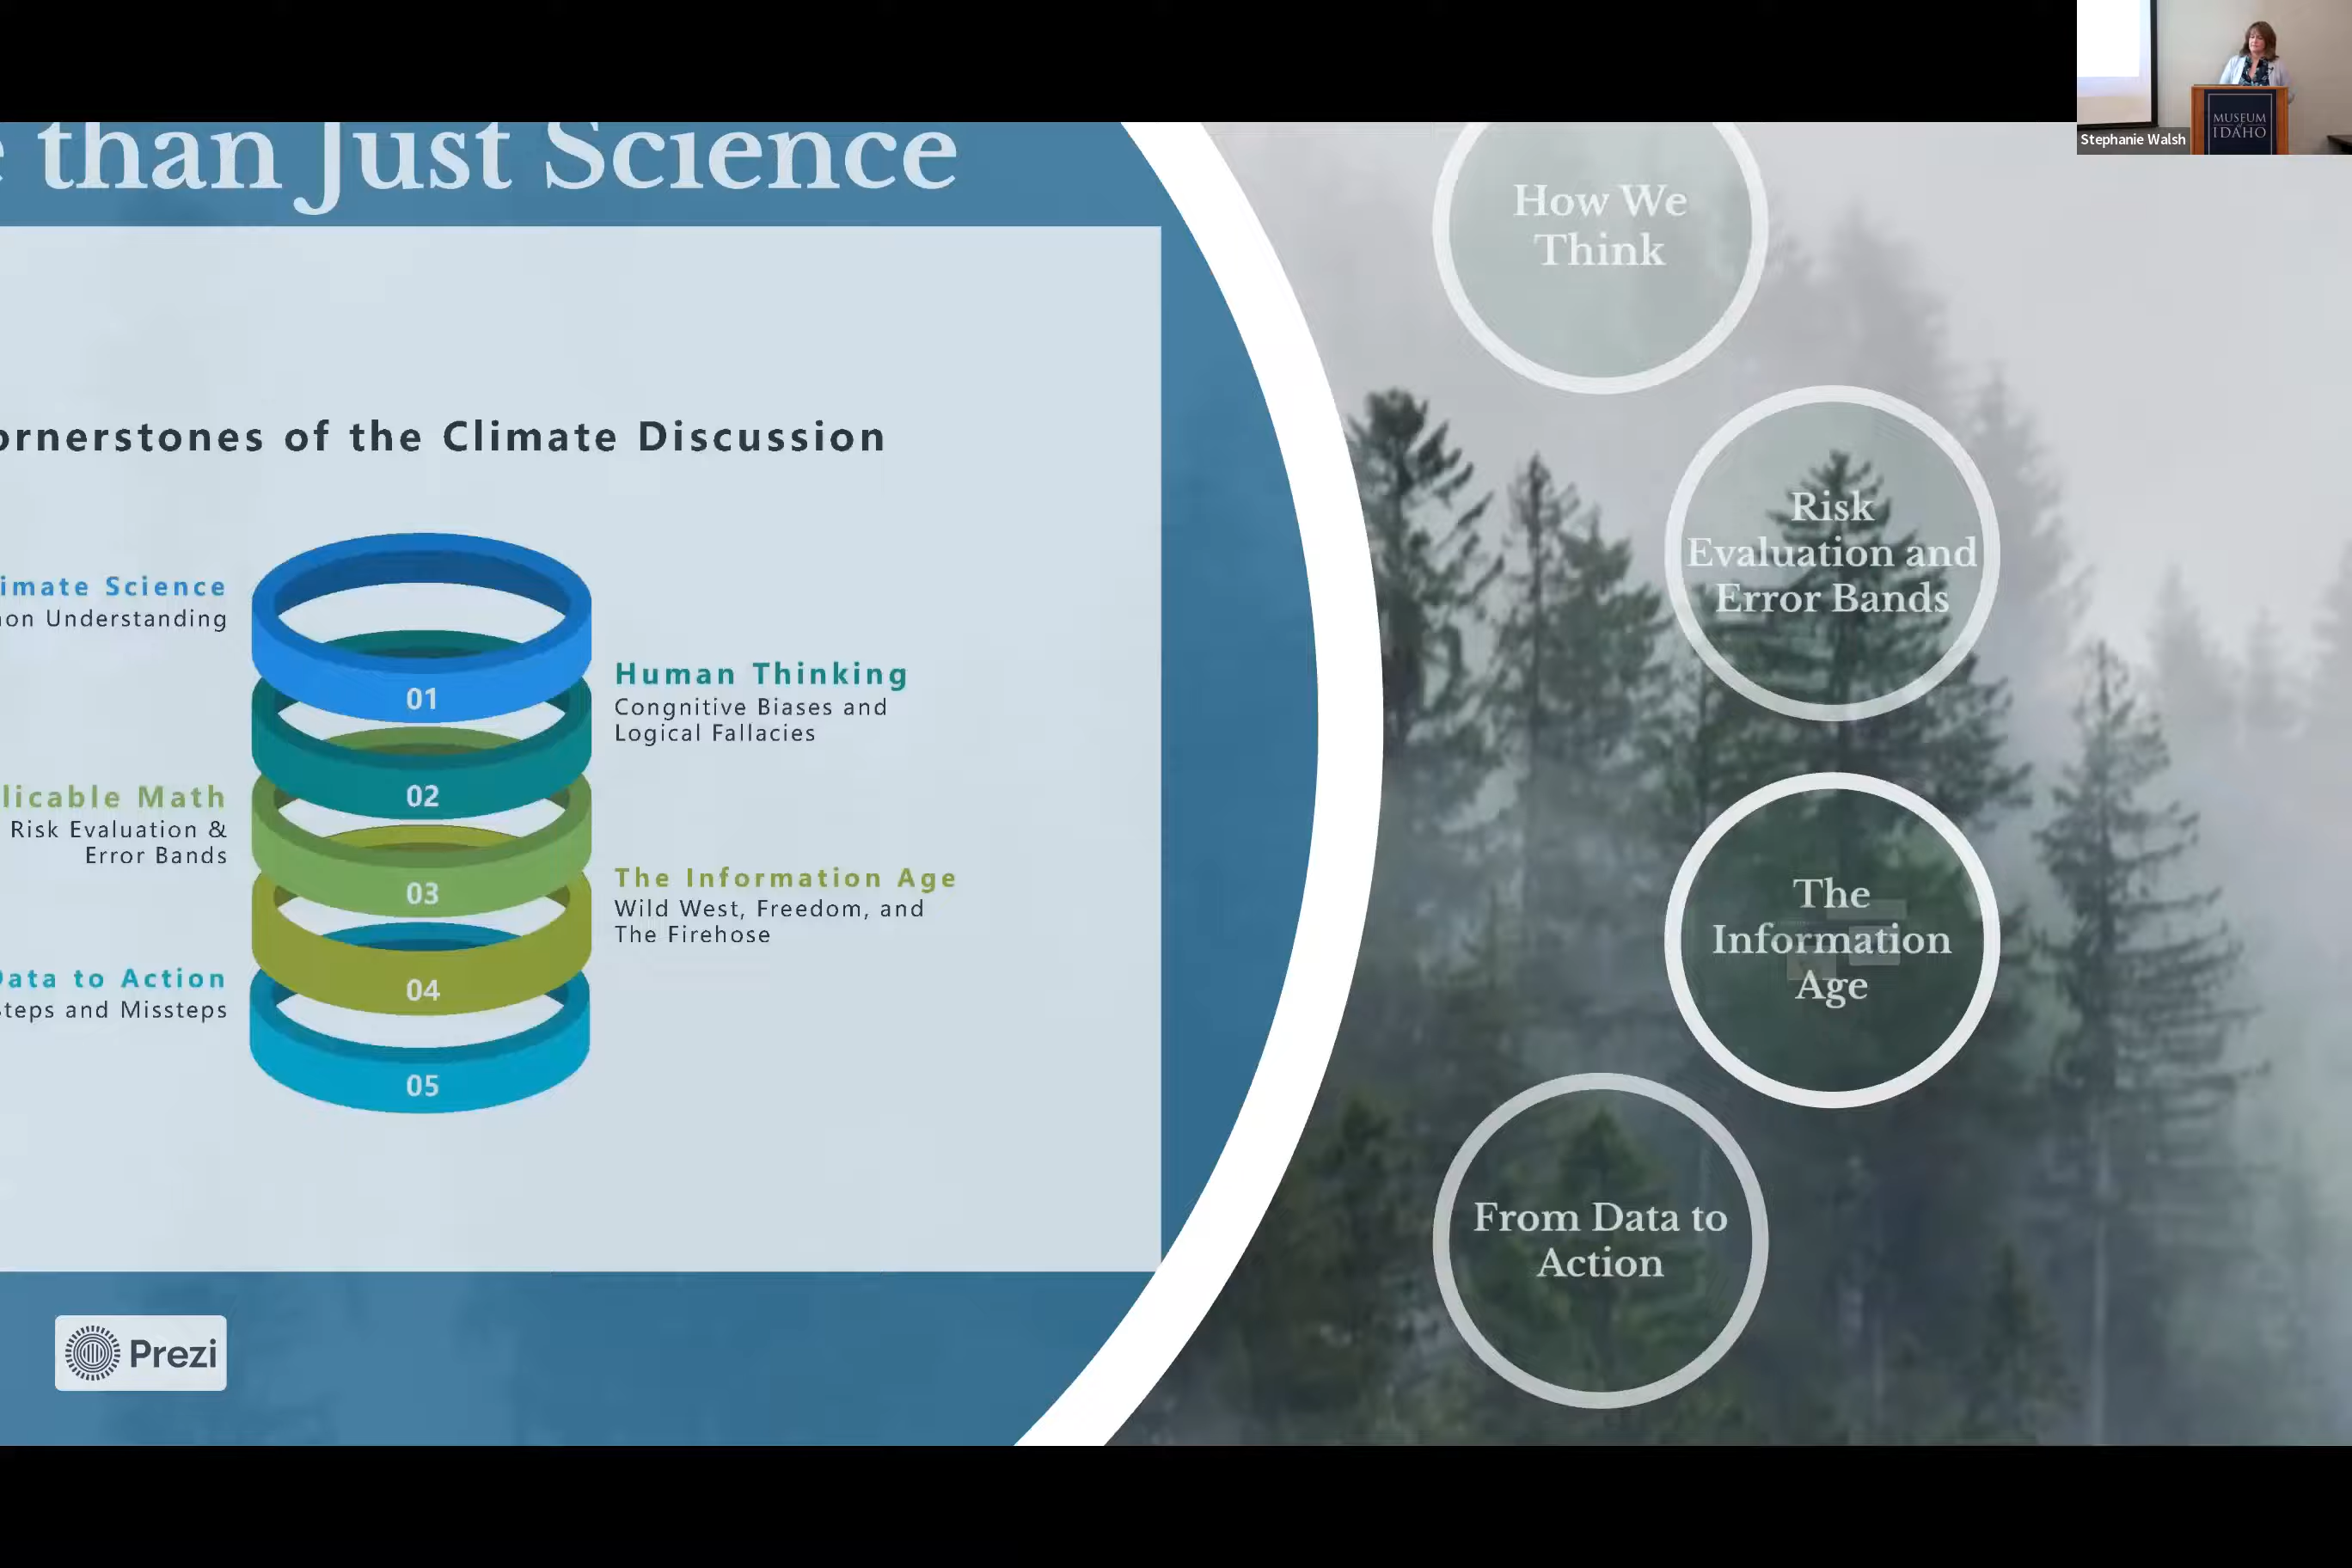 than Just Science
ornerstones of the Climate Discussion
imate Science
on Understanding
01
Human Thinking
Congnitive Biases and
Logical Fallacies
02
licable Math
Risk Evaluation &
Error Bands
03
The Information Age
Wild West, Freedom, and
The Firehose
04
ata to Action
teps and Missteps
05
Prezi
How We
Think
Risk
Evaluation and
Error Bands
The
Information
Age
From Data to
Action
MUSEUM
of
IDAHO
Stephanie Walsh